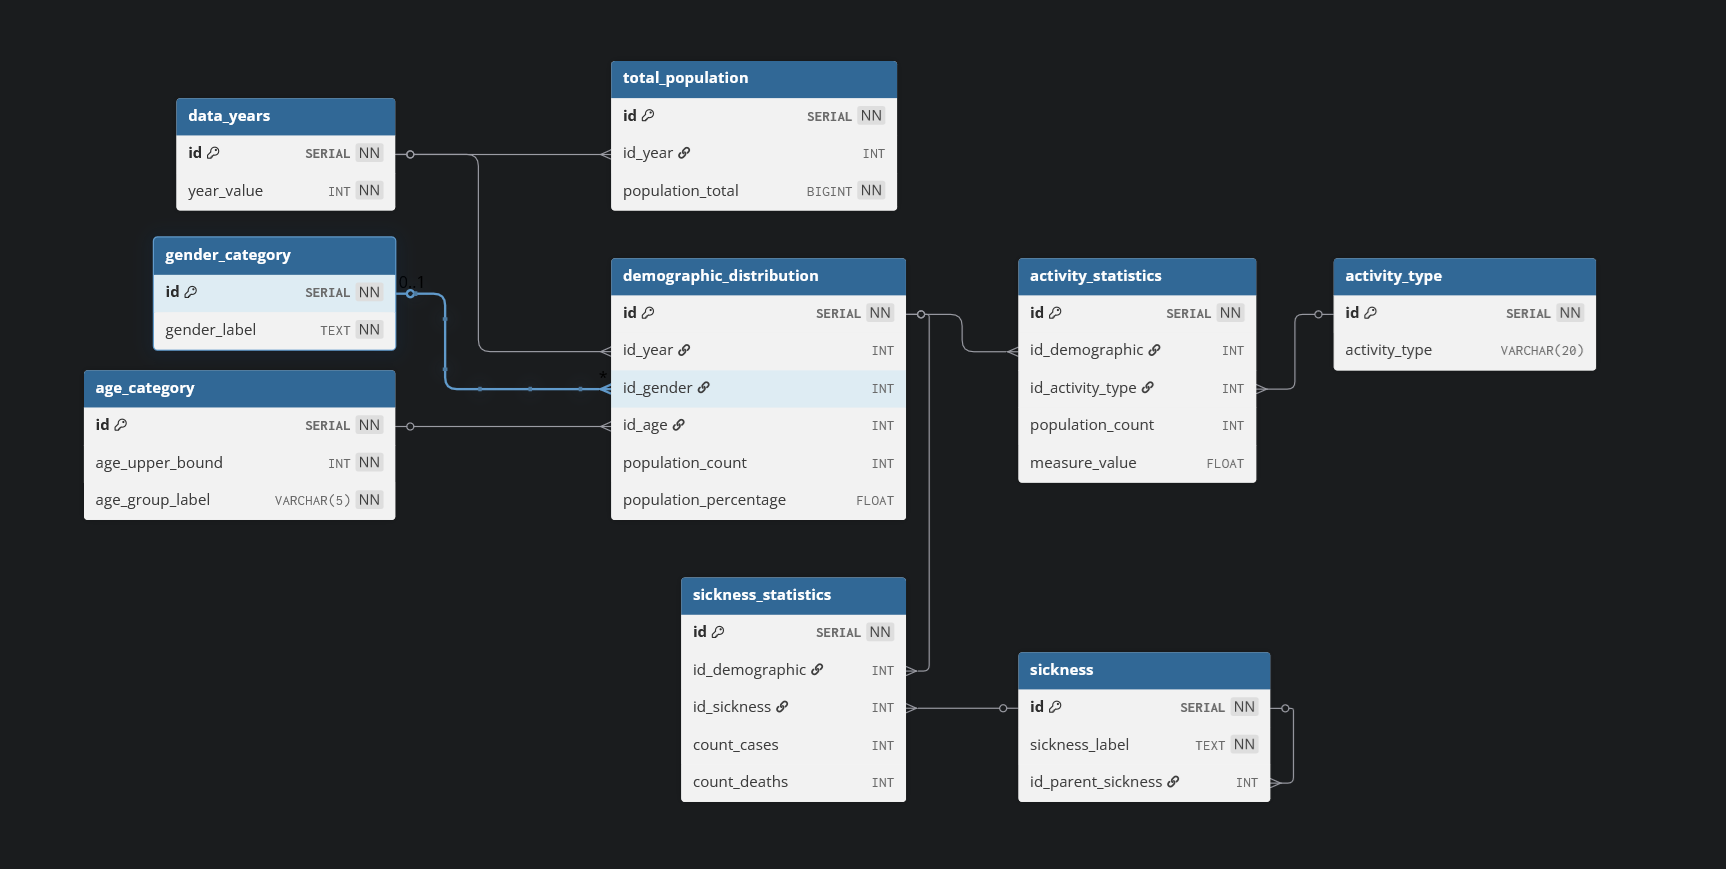 total_population
id SERIAL NN
id_year INT
population_total BIGINT NN
data_years
id SERIAL NN
year_value INT NN
gender_category
id SERIAL NN
gender_label TEXT NN
0..1
*
age_category
id SERIAL NN
age_upper_bound INT NN
age_group_label VARCHAR(5) NN
demographic_distribution
id SERIAL NN
id_year INT
id_gender INT
id_age INT
population_count INT
population_percentage FLOAT
activity_statistics
id SERIAL NN
id_demographic INT
id_activity_type INT
population_count INT
measure_value FLOAT
activity_type
id SERIAL NN
activity_type VARCHAR(20)
sickness_statistics
id SERIAL NN
id_demographic INT
id_sickness INT
count_cases INT
count_deaths INT
sickness
id SERIAL NN
sickness_label TEXT NN
id_parent_sickness INT